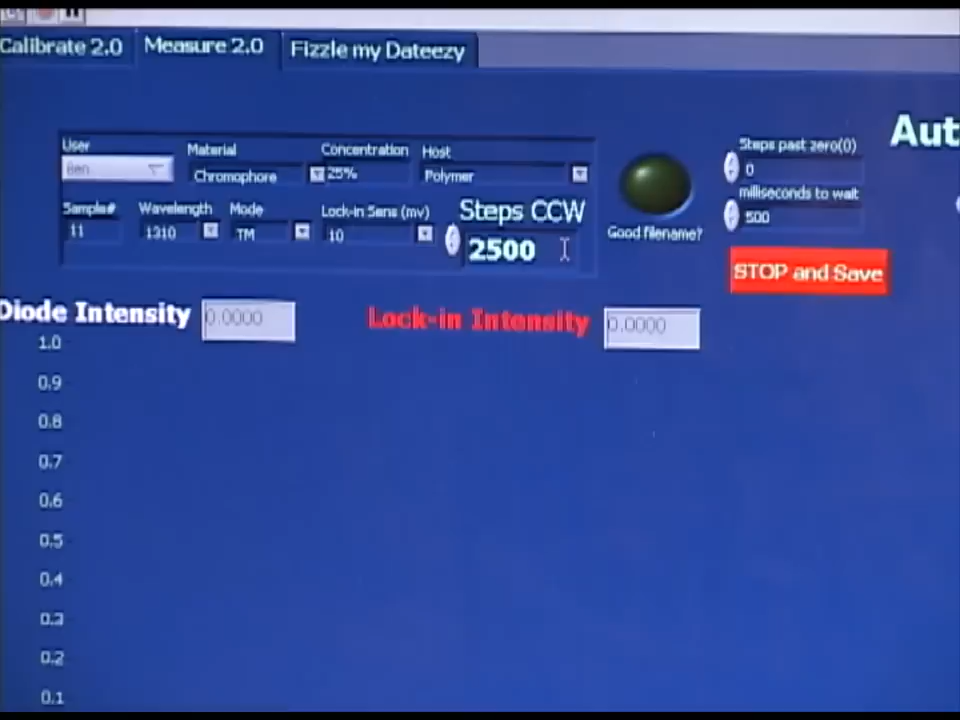 Calibrate 2.0
Measure 2.0
Fizzle my Dateezy
Aut
User
Material
Concentration
Host
Ben
Chromophore
25%
Polymer
Sample#
Wavelength
Mode
Lock-in Sens (mv)
Steps CCW
11
1310
TM
10
2500
Good filename?
Steps past zero(0)
0
milliseconds to wait
500
STOP and Save
Diode Intensity
0.0000
Lock-in Intensity
0.0000
1.0
0.9
0.8
0.7
0.6
0.5
0.4
0.3
0.2
0.1